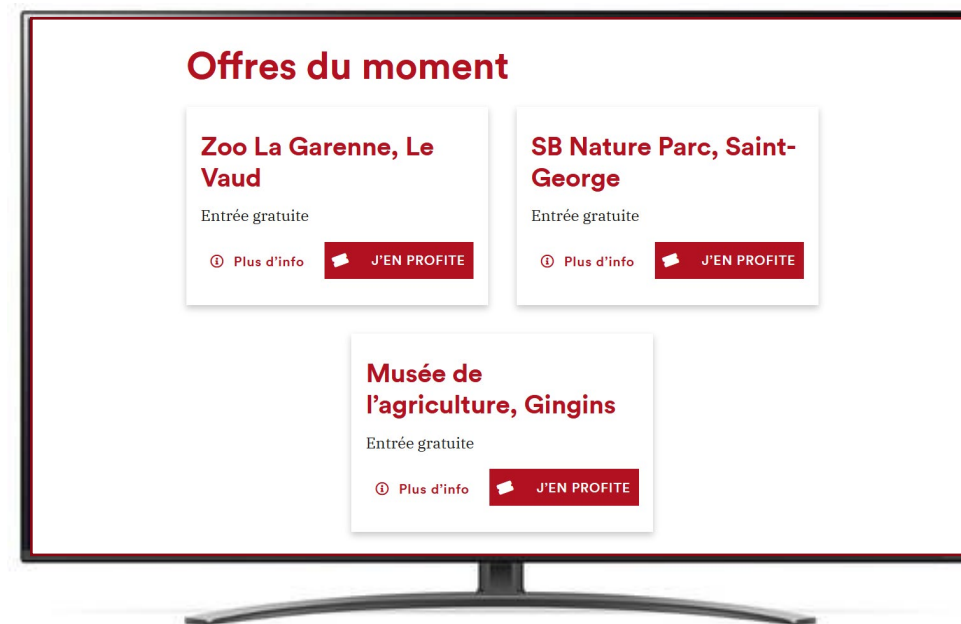 Offres du moment
Zoo La Garenne, Le
Vaud
Entrée gratuite
Plus d’info
J’EN PROFITE
SB Nature Parc, Saint-
George
Entrée gratuite
Plus d’info
J’EN PROFITE
Musée de
l’agriculture, Gingins
Entrée gratuite
Plus d’info
J’EN PROFITE